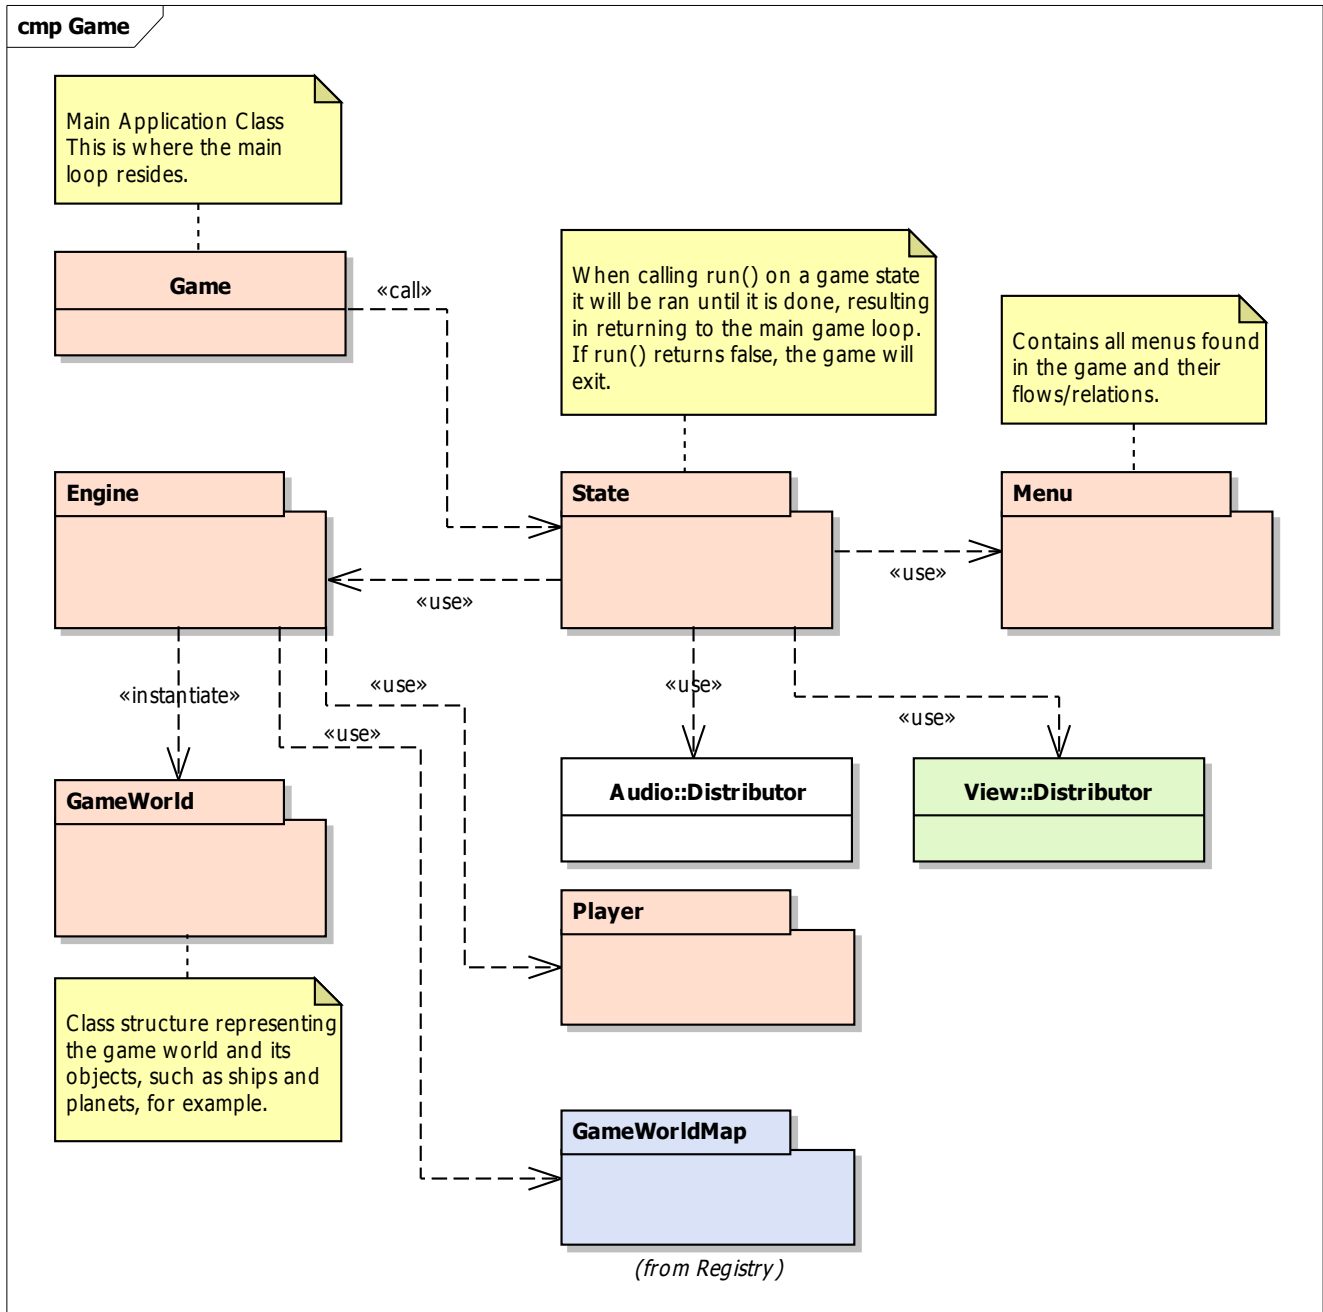 cmp Game
Main Application Class
This is where the main
loop resides.
Game
«call»
When calling run() on a game state
it will be ran until it is done, resulting
in returning to the main game loop.
If run() returns false, the game will
exit.
Contains all menus found
in the game and their
flows/relations.
Engine
State
Menu
«use»
«use»
«instantiate»
«use»
«use»
«use»
«use»
GameWorld
Audio::Distributor
View::Distributor
Player
Class structure representing
the game world and its
objects, such as ships and
planets, for example.
GameWorldMap
(from Registry)